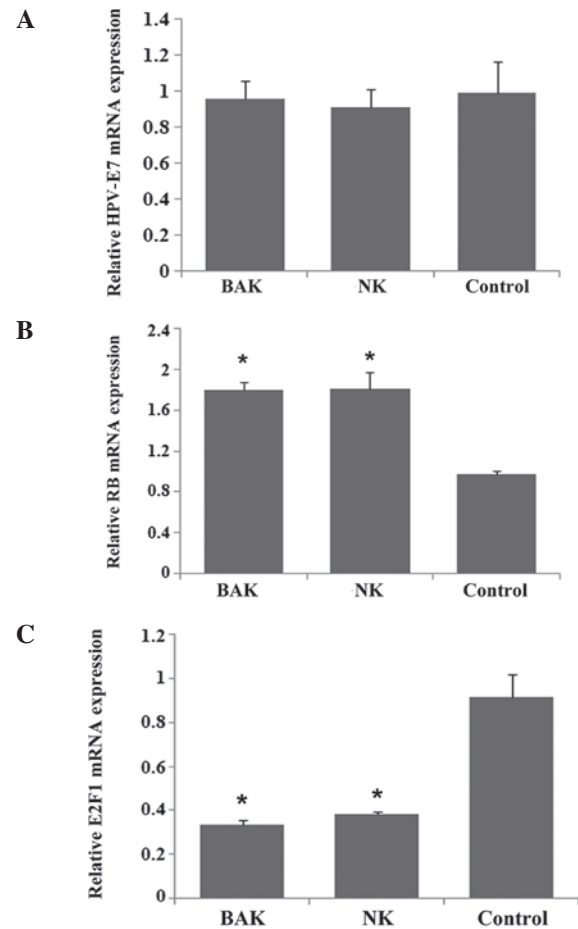 A
Relative HPV-E7 mRNA expression
1.4
1.2
1
0.8
0.6
0.4
0.2
0
BAK NK Control
B
Relative RB mRNA expression
2.4
2
1.6
1.2
0.8
0.4
0
* *
BAK NK Control
C
Relative E2F1 mRNA expression
1.2
1
0.8
0.6
0.4
0.2
0
* *
BAK NK Control